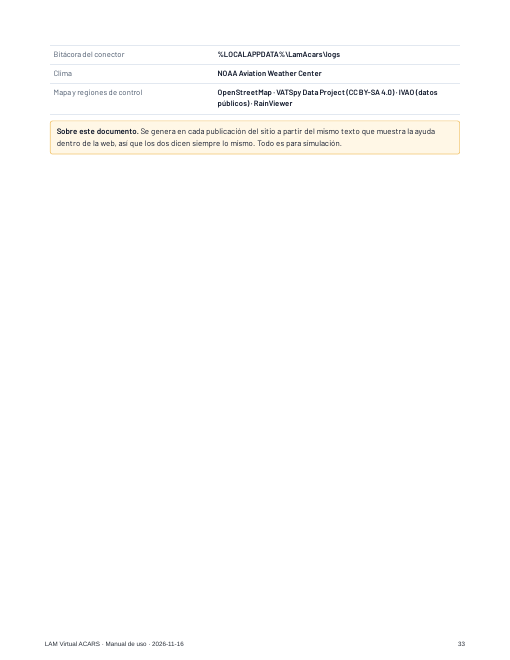 Bitácora del conector %LOCALAPPDATA%\LamAcars\logs
Clima NOAA Aviation Weather Center
Mapa y regiones de control OpenStreetMap · VATSpy Data Project (CC BY-SA 4.0) · IVAO (datos
públicos) · RainViewer
Sobre este documento. Se genera en cada publicación del sitio a partir del mismo texto que muestra la ayuda
dentro de la web, así que los dos dicen siempre lo mismo. Todo es para simulación.
LAM Virtual ACARS · Manual de uso · 2026-11-16 33